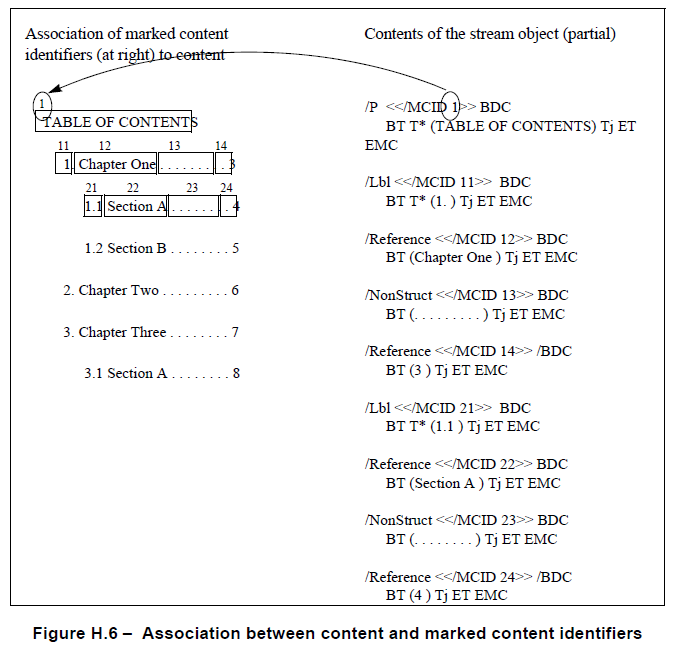 Association of marked content
identifiers (at right) to content
1
TABLE OF CONTENTS
11 12 13 14
1. Chapter One . . . . . . . . . 3
21 22 23 24
1.1 Section A . . . . . . . . 4
1.2 Section B . . . . . . . . 5
2. Chapter Two . . . . . . . . . 6
3. Chapter Three . . . . . . . . 7
3.1 Section A . . . . . . . . 8
Contents of the stream object (partial)
/P <</MCID 1>> BDC
BT T* (TABLE OF CONTENTS) Tj ET
EMC
/Lbl <</MCID 11>> BDC
BT T* (1. ) Tj ET EMC
/Reference <</MCID 12>> BDC
BT (Chapter One ) Tj ET EMC
/NonStruct <</MCID 13>> BDC
BT (. . . . . . . . . ) Tj ET EMC
/Reference <</MCID 14>> /BDC
BT (3 ) Tj ET EMC
/Lbl <</MCID 21>> BDC
BT T* (1.1 ) Tj ET EMC
/Reference <</MCID 22>> BDC
BT (Section A ) Tj ET EMC
/NonStruct <</MCID 23>> BDC
BT (. . . . . . . . ) Tj ET EMC
/Reference <</MCID 24>> /BDC
BT (4 ) Tj ET EMC
Figure H.6 – Association between content and marked content identifiers